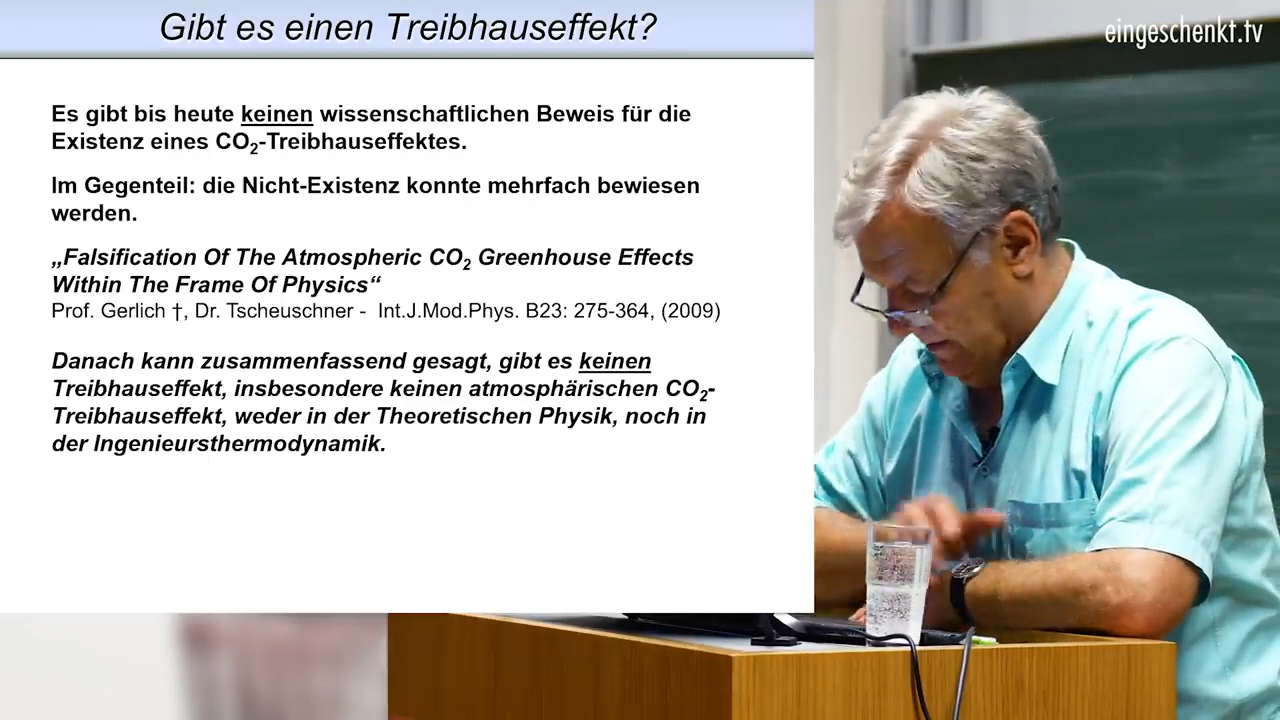 Gibt es einen Treibhauseffekt?
eingeschenkt.tv
Es gibt bis heute keinen wissenschaftlichen Beweis für die
Existenz eines CO₂-Treibhauseffektes.
Im Gegenteil: die Nicht-Existenz konnte mehrfach bewiesen
werden.
„Falsification Of The Atmospheric CO₂ Greenhouse Effects
Within The Frame Of Physics“
Prof. Gerlich †, Dr. Tscheuschner - Int.J.Mod.Phys. B23: 275-364, (2009)
Danach kann zusammenfassend gesagt, gibt es keinen
Treibhauseffekt, insbesondere keinen atmosphärischen CO₂-
Treibhauseffekt, weder in der Theoretischen Physik, noch in
der Ingenieursthermodynamik.